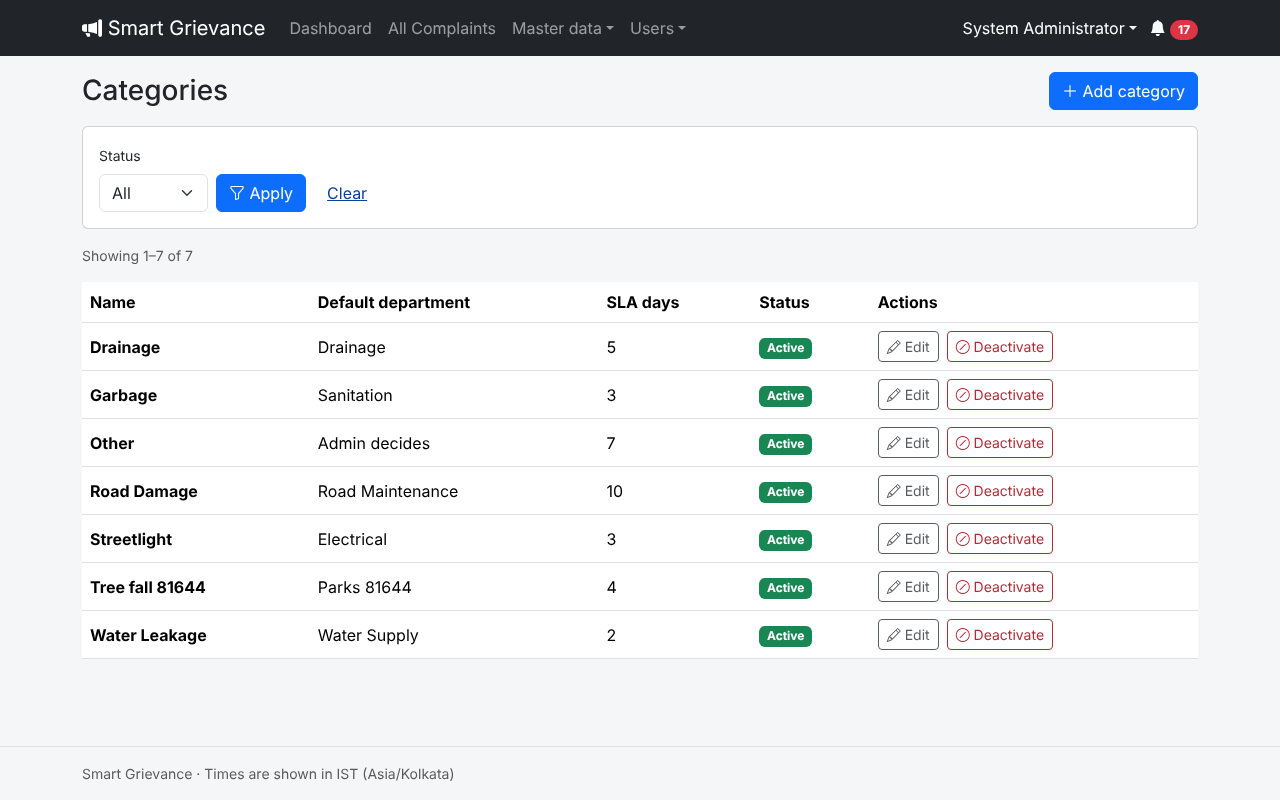 Smart Grievance Dashboard All Complaints Master data Users System Administrator 17
Categories + Add category
Status
All Apply Clear
Showing 1–7 of 7
Name Default department SLA days Status Actions
Drainage Drainage 5 Active Edit Deactivate
Garbage Sanitation 3 Active Edit Deactivate
Other Admin decides 7 Active Edit Deactivate
Road Damage Road Maintenance 10 Active Edit Deactivate
Streetlight Electrical 3 Active Edit Deactivate
Tree fall 81644 Parks 81644 4 Active Edit Deactivate
Water Leakage Water Supply 2 Active Edit Deactivate
Smart Grievance · Times are shown in IST (Asia/Kolkata)